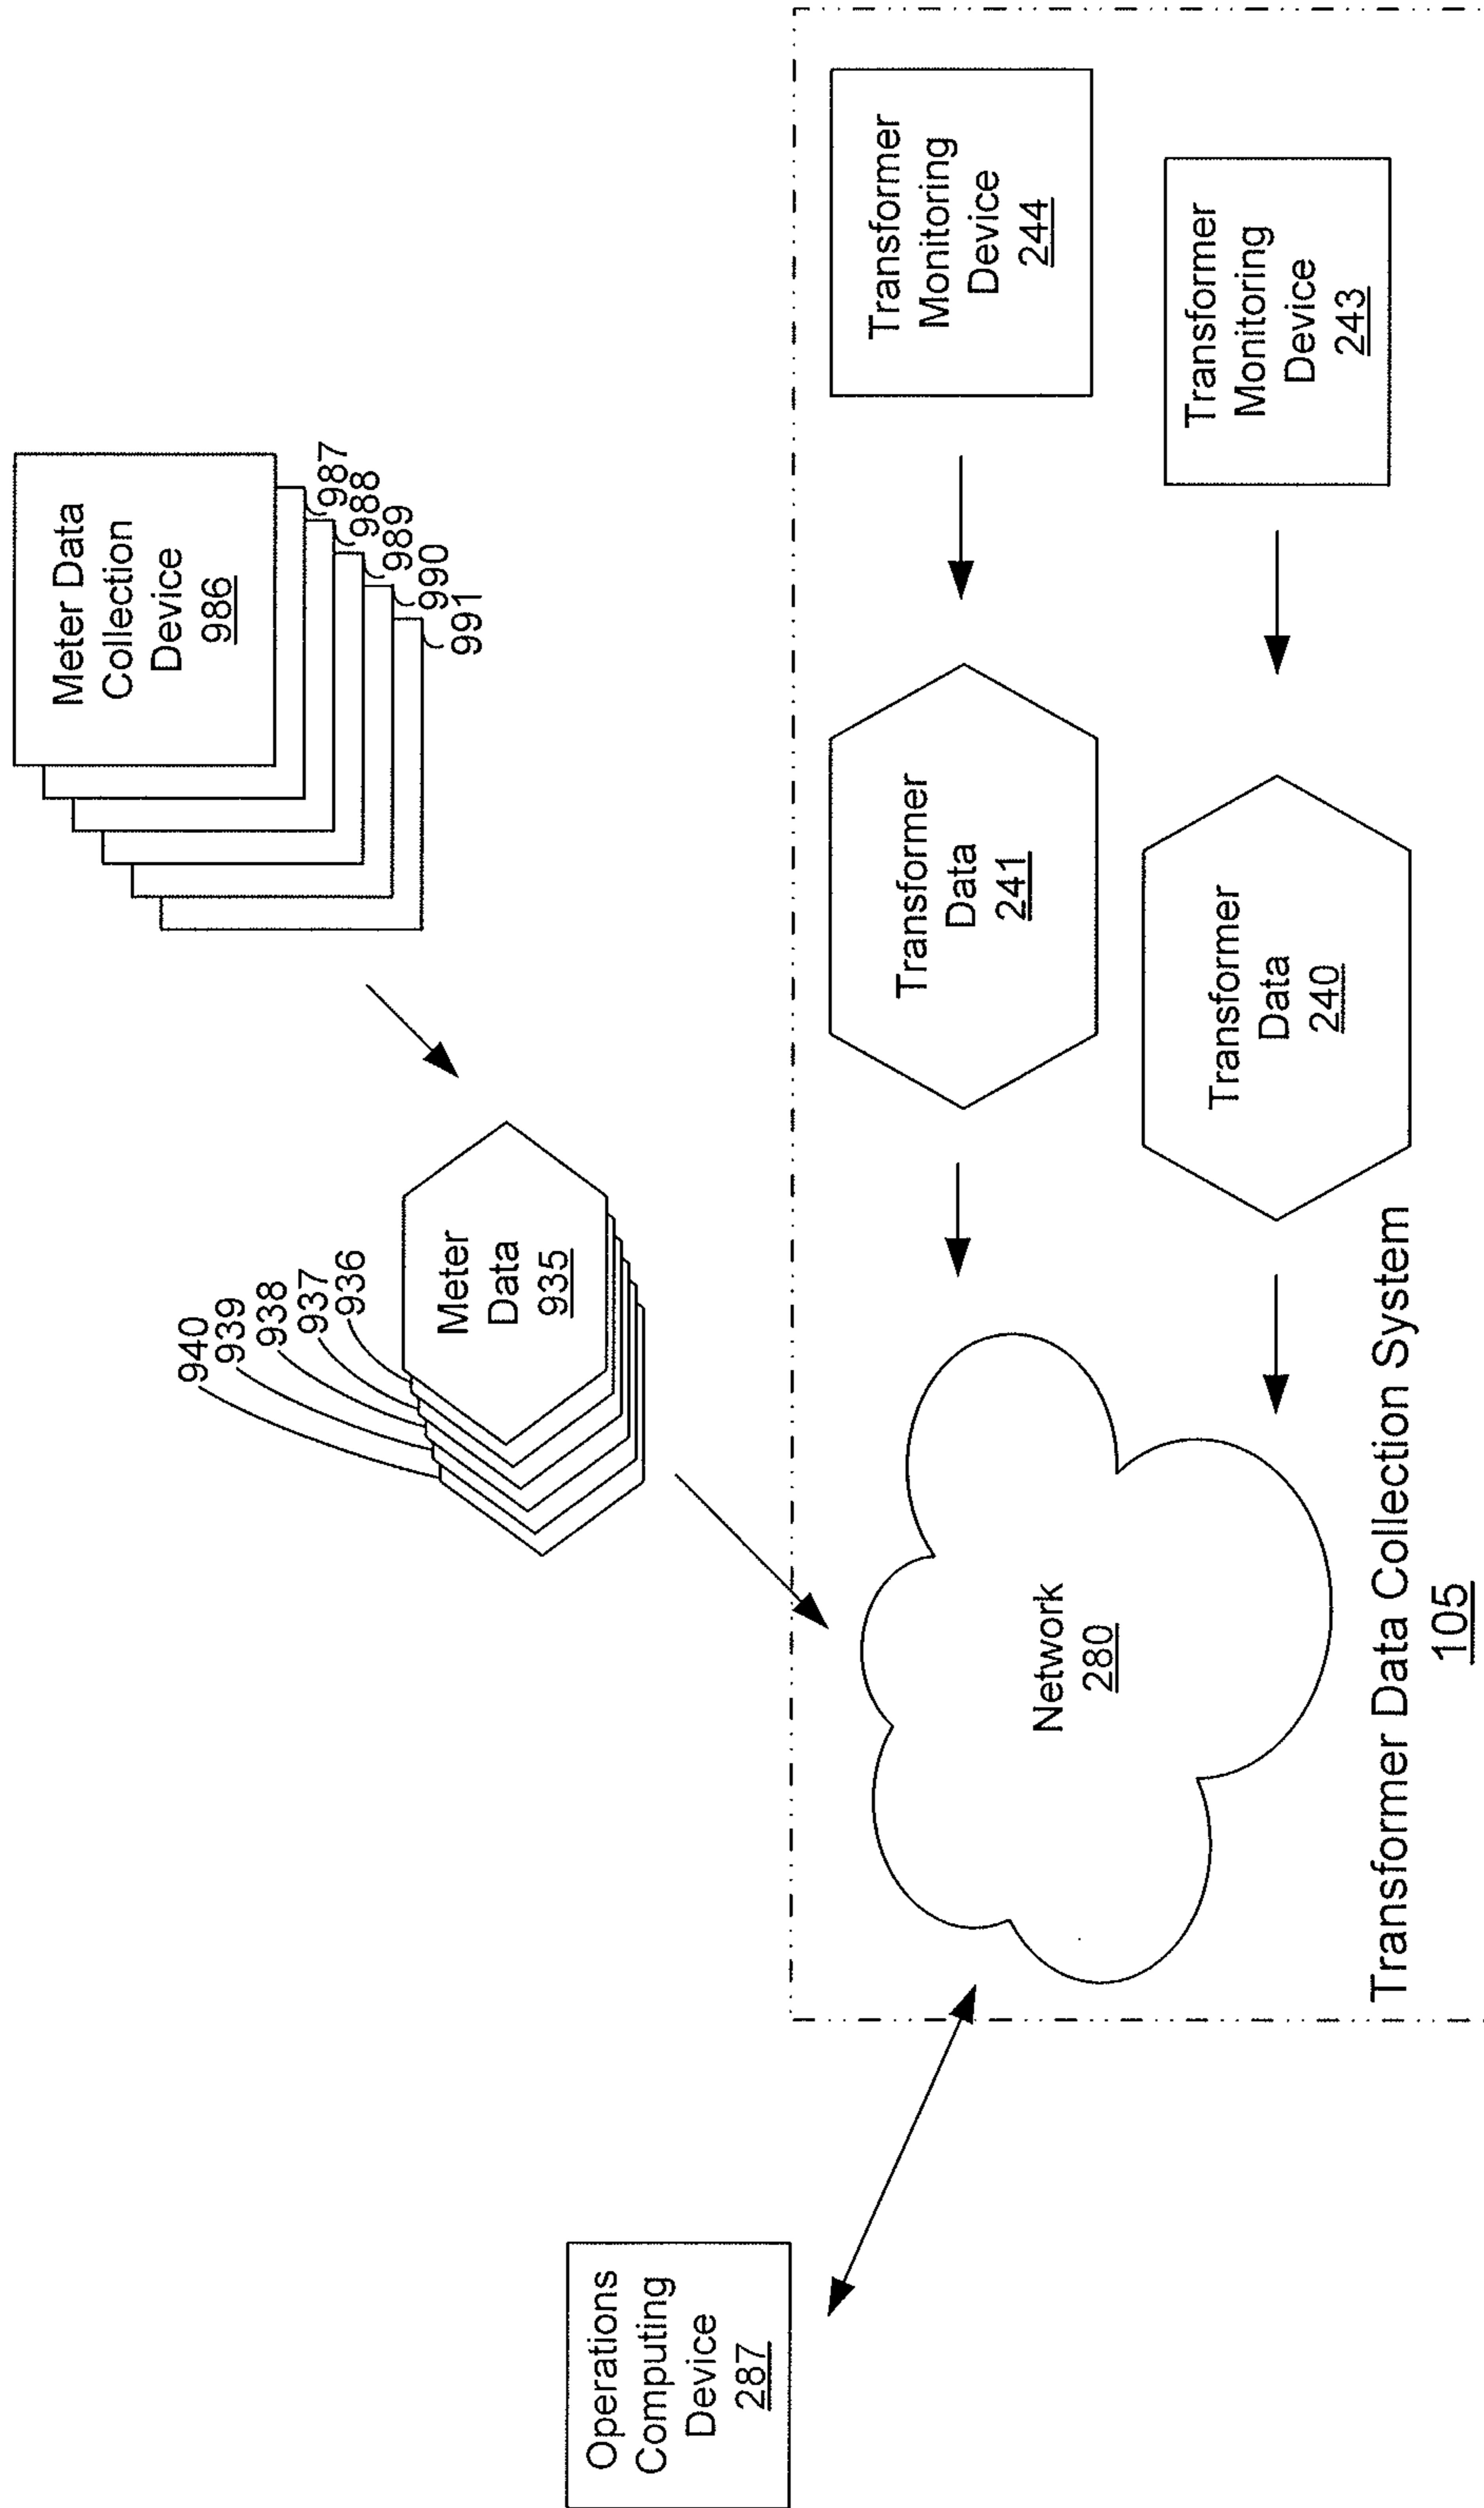 Meter Data
Collection
Device
986
987
988
989
990
991
940
939
938
937
936
Meter
Data
935
Operations
Computing
Device
287
Network
280
Transformer
Data
241
Transformer
Monitoring
Device
244
Transformer
Data
240
Transformer
Monitoring
Device
243
Transformer Data Collection System
105